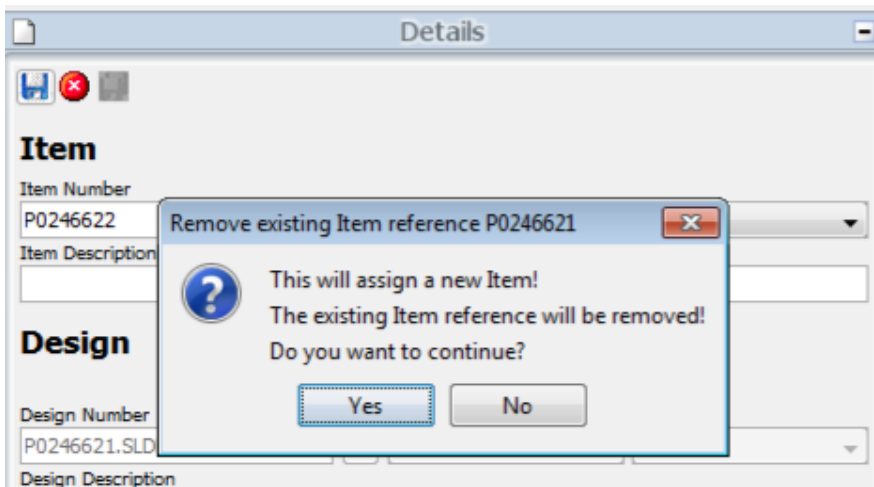 Details
Item
Item Number
P0246622
Remove existing Item reference P0246621
Item Description
This will assign a new Item!
The existing Item reference will be removed!
Do you want to continue?
Design
Yes No
Design Number
P0246621.SLD
Design Description